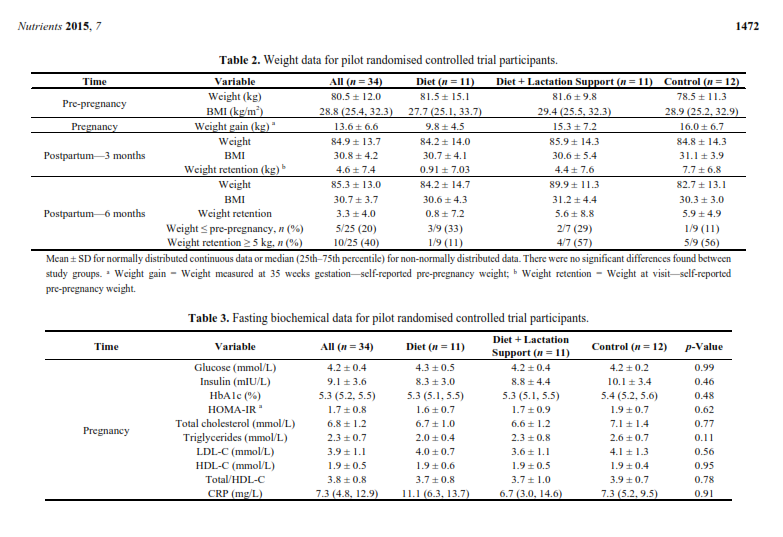 Nutrients 2015, 7 1472
Table 2. Weight data for pilot randomised controlled trial participants.
Time Variable All (n = 34) Diet (n = 11) Diet + Lactation Support (n = 11) Control (n = 12)
Pre-pregnancy Weight (kg) 80.5 ± 12.0 81.5 ± 15.1 81.6 ± 9.8 78.5 ± 11.3
BMI (kg/m²) 28.8 (25.4, 32.3) 27.7 (25.1, 33.7) 29.4 (25.5, 32.3) 28.9 (25.2, 32.9)
Pregnancy Weight gain (kg) ª 13.6 ± 6.6 9.8 ± 4.5 15.3 ± 7.2 16.0 ± 6.7
Weight 84.9 ± 13.7 84.2 ± 14.0 85.9 ± 14.3 84.8 ± 14.3
Postpartum—3 months BMI 30.8 ± 4.2 30.7 ± 4.1 30.6 ± 5.4 31.1 ± 3.9
Weight retention (kg) ᵇ 4.6 ± 7.4 0.91 ± 7.03 4.4 ± 7.6 7.7 ± 6.8
Weight 85.3 ± 13.0 84.2 ± 14.7 89.9 ± 11.3 82.7 ± 13.1
BMI 30.7 ± 3.7 30.6 ± 4.3 31.2 ± 4.4 30.3 ± 3.0
Postpartum—6 months Weight retention 3.3 ± 4.0 0.8 ± 7.2 5.6 ± 8.8 5.9 ± 4.9
Weight ≤ pre-pregnancy, n (%) 5/25 (20) 3/9 (33) 2/7 (29) 1/9 (11)
Weight retention ≥ 5 kg, n (%) 10/25 (40) 1/9 (11) 4/7 (57) 5/9 (56)
Mean ± SD for normally distributed continuous data or median (25th–75th percentile) for non-normally distributed data. There were no significant differences found between
study groups. ª Weight gain = Weight measured at 35 weeks gestation—self-reported pre-pregnancy weight; ᵇ Weight retention = Weight at visit—self-reported
pre-pregnancy weight.
Table 3. Fasting biochemical data for pilot randomised controlled trial participants.
Time Variable All (n = 34) Diet (n = 11) Diet + Lactation Support (n = 11) Control (n = 12) p-Value
Glucose (mmol/L) 4.2 ± 0.4 4.3 ± 0.5 4.2 ± 0.4 4.2 ± 0.2 0.99
Insulin (mIU/L) 9.1 ± 3.6 8.3 ± 3.0 8.8 ± 4.4 10.1 ± 3.4 0.46
HbA1c (%) 5.3 (5.2, 5.5) 5.3 (5.1, 5.5) 5.3 (5.1, 5.5) 5.4 (5.2, 5.6) 0.48
HOMA-IR ª 1.7 ± 0.8 1.6 ± 0.7 1.7 ± 0.9 1.9 ± 0.7 0.62
Total cholesterol (mmol/L) 6.8 ± 1.2 6.7 ± 1.0 6.6 ± 1.2 7.1 ± 1.4 0.77
Pregnancy Triglycerides (mmol/L) 2.3 ± 0.7 2.0 ± 0.4 2.3 ± 0.8 2.6 ± 0.7 0.11
LDL-C (mmol/L) 3.9 ± 1.1 4.0 ± 0.7 3.6 ± 1.1 4.1 ± 1.3 0.56
HDL-C (mmol/L) 1.9 ± 0.5 1.9 ± 0.6 1.9 ± 0.5 1.9 ± 0.4 0.95
Total/HDL-C 3.8 ± 0.8 3.7 ± 0.8 3.7 ± 1.0 3.9 ± 0.7 0.78
CRP (mg/L) 7.3 (4.8, 12.9) 11.1 (6.3, 13.7) 6.7 (3.0, 14.6) 7.3 (5.2, 9.5) 0.91